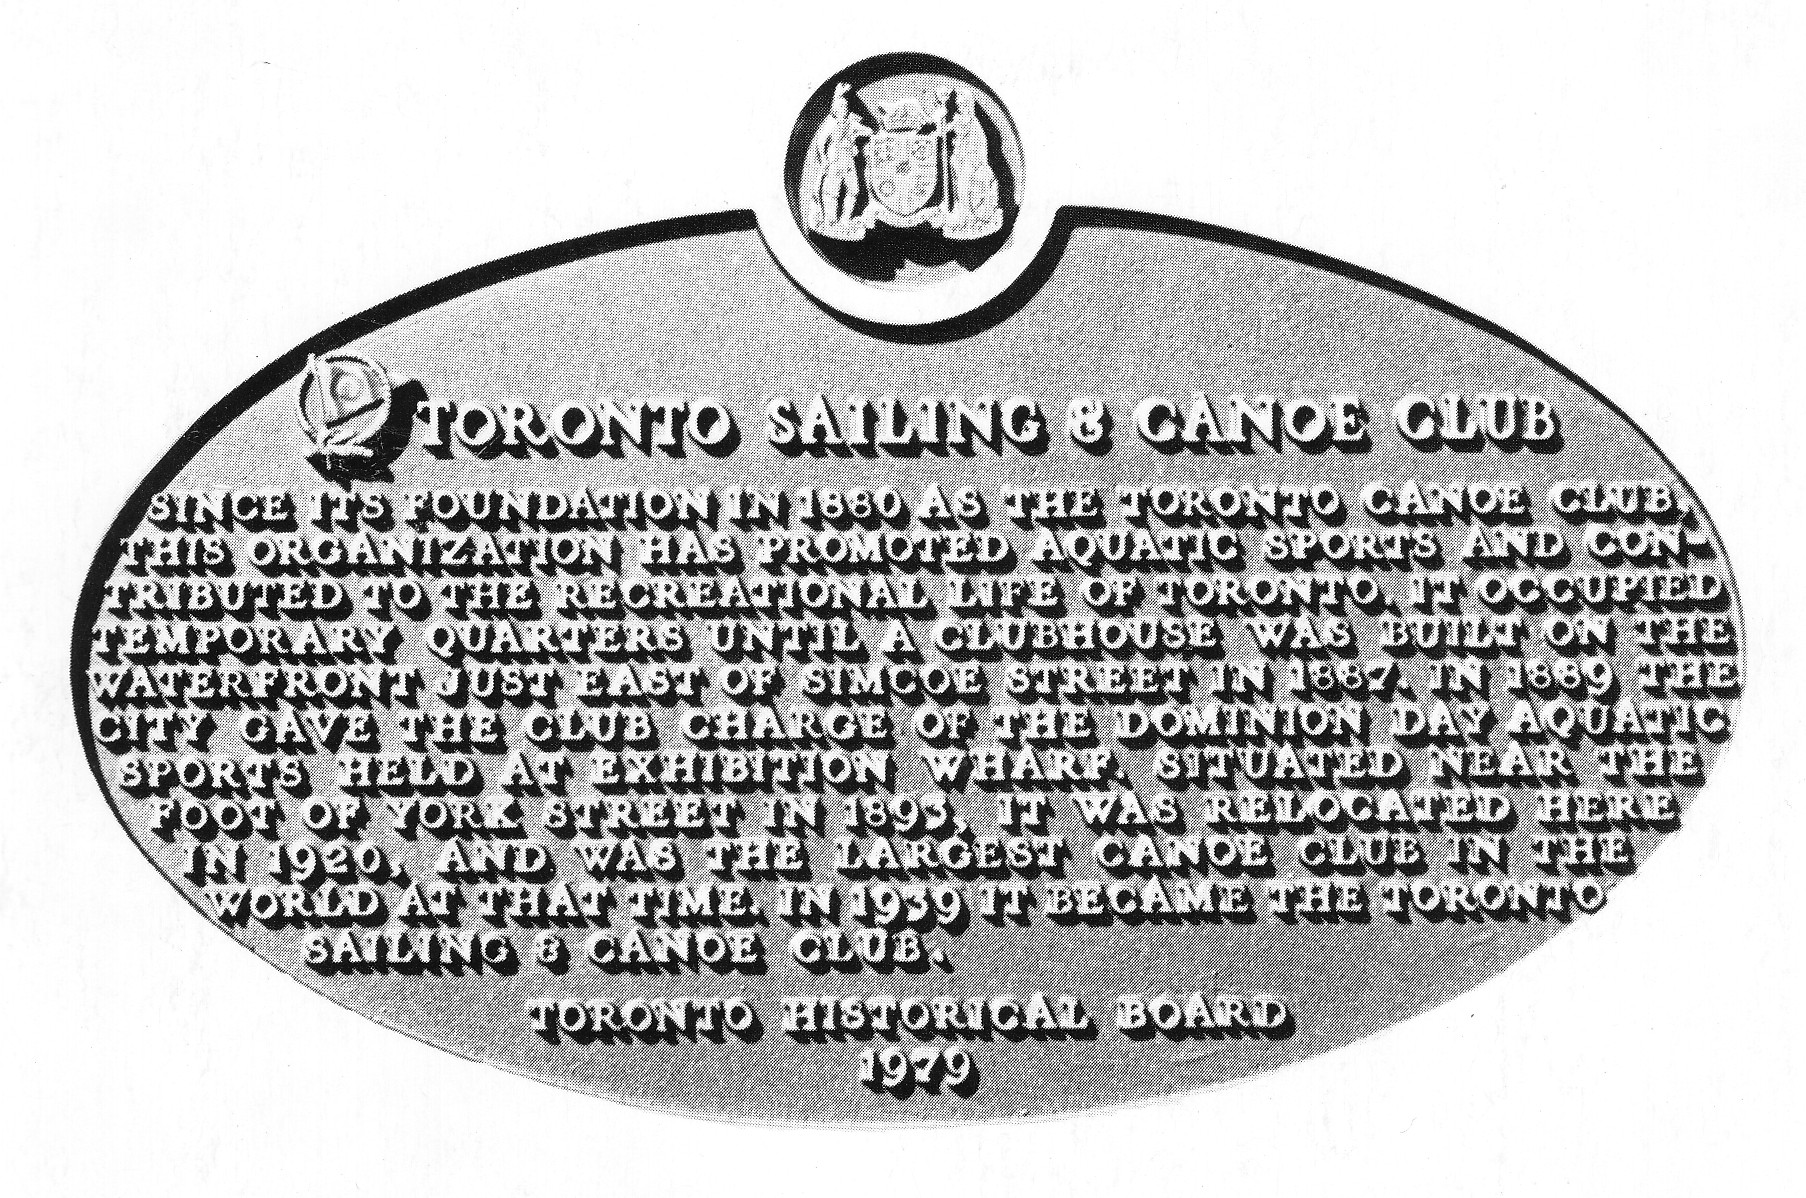 TORONTO SAILING & CANOE CLUB
SINCE ITS FOUNDATION IN 1880 AS THE TORONTO CANOE CLUB,
THIS ORGANIZATION HAS PROMOTED AQUATIC SPORTS AND CON-
TRIBUTED TO THE RECREATIONAL LIFE OF TORONTO. IT OCCUPIED
TEMPORARY QUARTERS UNTIL A CLUBHOUSE WAS BUILT ON THE
WATERFRONT JUST EAST OF SIMCOE STREET IN 1887. IN 1889 THE
CITY GAVE THE CLUB CHARGE OF THE DOMINION DAY AQUATIC
SPORTS HELD AT EXHIBITION WHARF. SITUATED NEAR THE
FOOT OF YORK STREET IN 1893, IT WAS RELOCATED HERE
IN 1920, AND WAS THE LARGEST CANOE CLUB IN THE
WORLD AT THAT TIME. IN 1939 IT BECAME THE TORONTO
SAILING & CANOE CLUB.
TORONTO HISTORICAL BOARD
1979